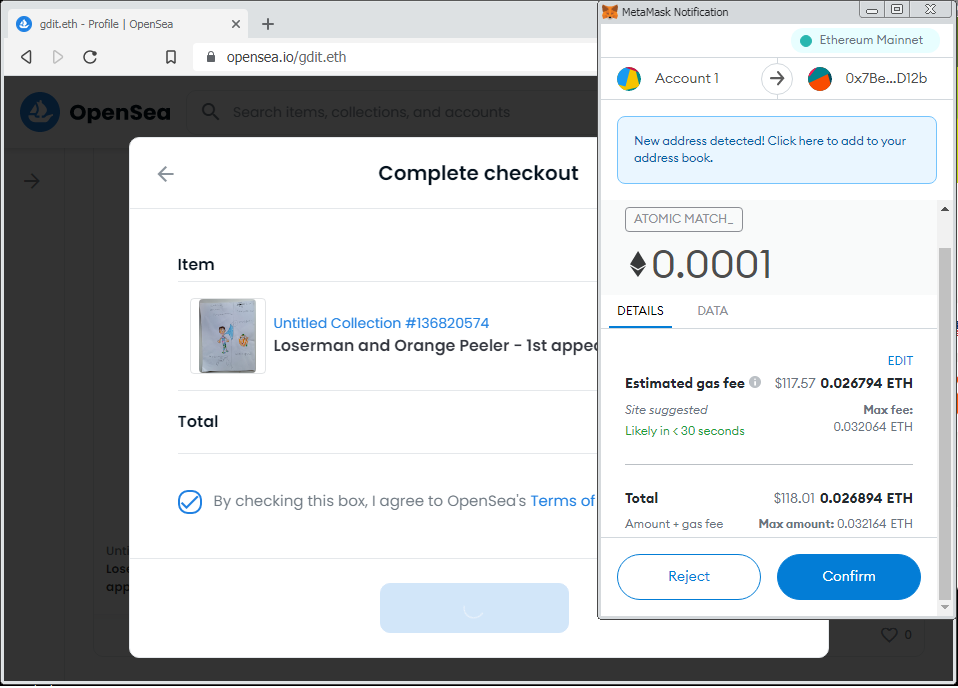 gdit.eth - Profile | OpenSea
opensea.io/gdit.eth
OpenSea
Search items, collections, and accounts
Complete checkout
Item
Untitled Collection #136820574
Loserman and Orange Peeler - 1st appea
Total
By checking this box, I agree to OpenSea's Terms of
Unti
Lose
app
0
MetaMask Notification
Ethereum Mainnet
Account 1
0x7Be...D12b
New address detected! Click here to add to your
address book.
ATOMIC MATCH_
0.0001
DETAILS
DATA
EDIT
Estimated gas fee $117.57 0.026794 ETH
Site suggested Max fee:
Likely in < 30 seconds 0.032064 ETH
Total $118.01 0.026894 ETH
Amount + gas fee Max amount: 0.032164 ETH
Reject
Confirm